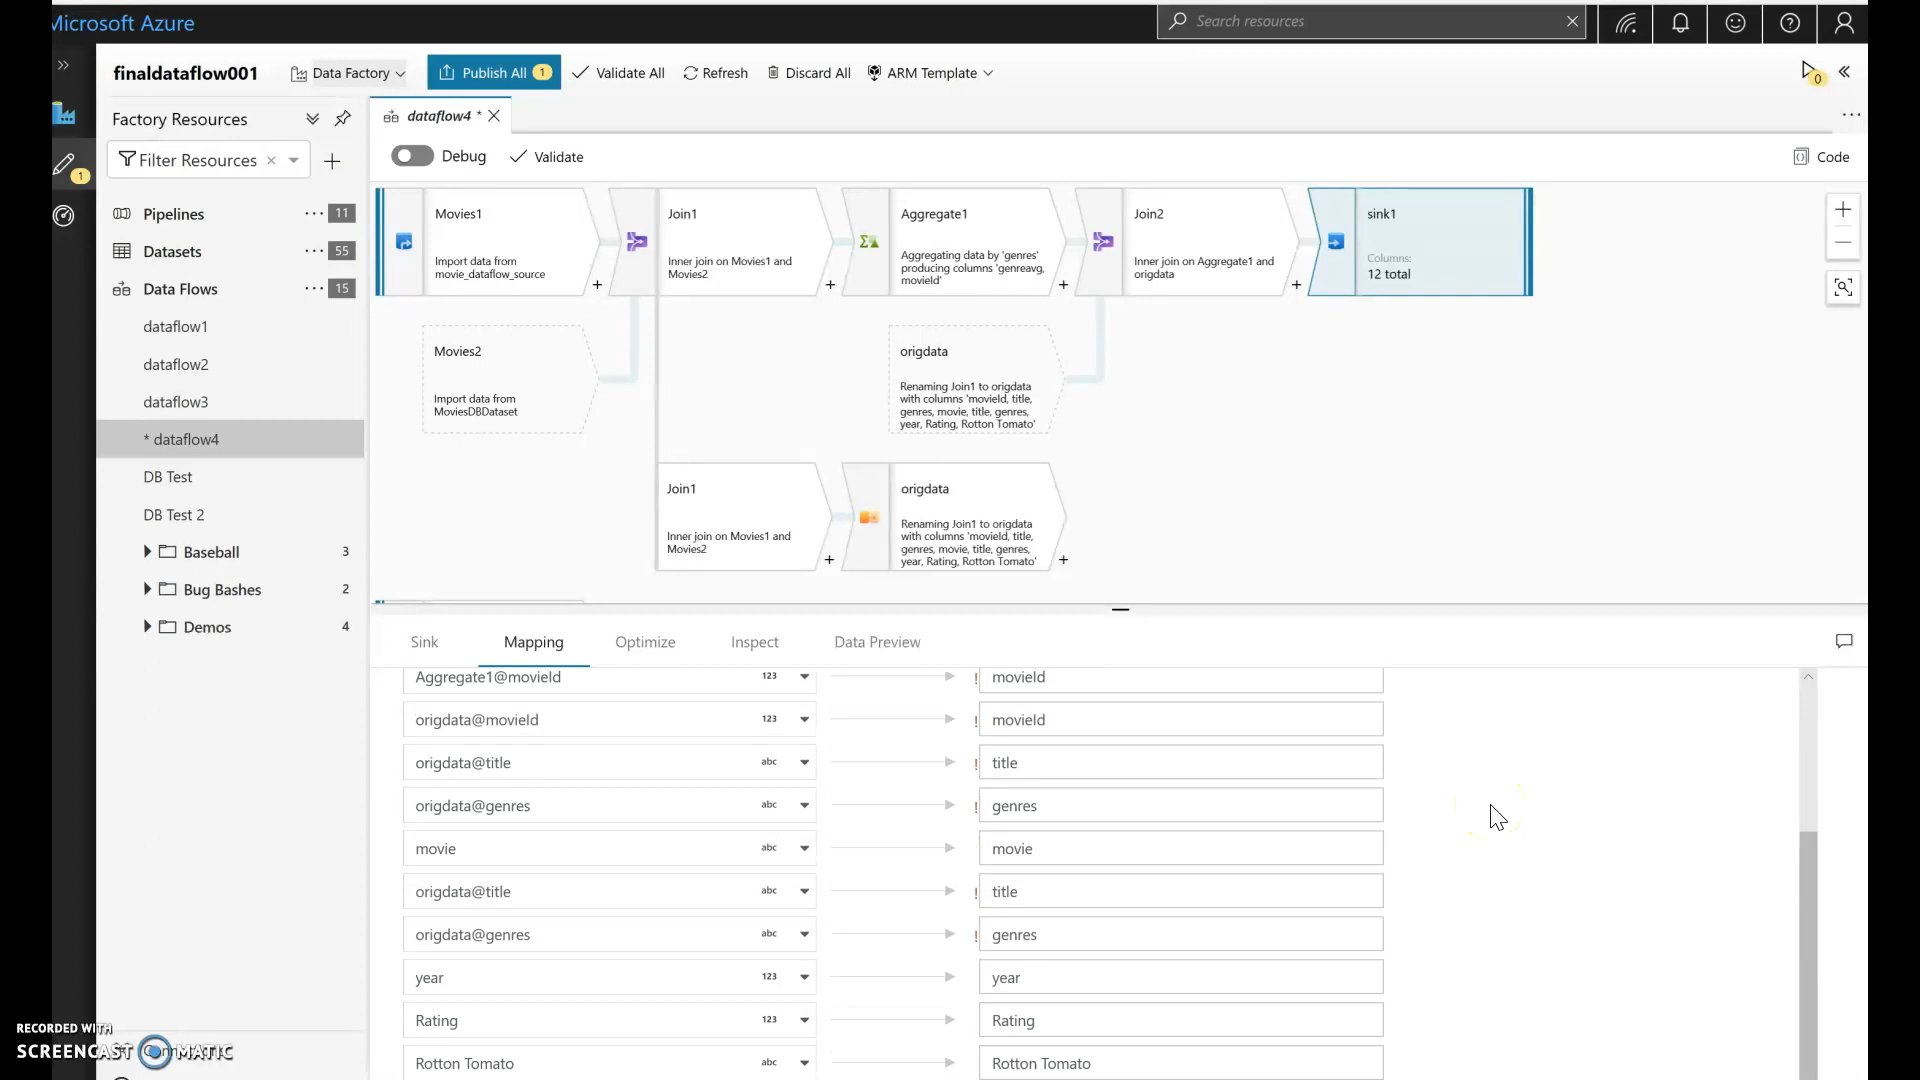 Microsoft Azure
Search resources
finaldataflow001
Data Factory
Publish All 1
Validate All
Refresh
Discard All
ARM Template
0
Factory Resources
dataflow4 *
Filter Resources
Debug
Validate
Code
1
Pipelines 11
Datasets 55
Data Flows 15
dataflow1
dataflow2
dataflow3
* dataflow4
DB Test
DB Test 2
Baseball 3
Bug Bashes 2
Demos 4
Movies1
Import data from
movie_dataflow_source
Join1
Inner join on Movies1 and
Movies2
Aggregate1
Aggregating data by 'genres'
producing columns 'genreavg,
movieId'
Join2
Inner join on Aggregate1 and
origdata
sink1
Columns:
12 total
Movies2
Import data from
MoviesDBDataset
origdata
Renaming Join1 to origdata
with columns 'movieId, title,
genres, movie, title, genres,
year, Rating, Rotton Tomato'
Join1
Inner join on Movies1 and
Movies2
origdata
Renaming Join1 to origdata
with columns 'movieId, title,
genres, movie, title, genres,
year, Rating, Rotton Tomato'
Sink
Mapping
Optimize
Inspect
Data Preview
Aggregate1@movieId 123 ! movieId
origdata@movieId 123 ! movieId
origdata@title abc ! title
origdata@genres abc ! genres
movie abc movie
origdata@title abc ! title
origdata@genres abc ! genres
year 123 year
Rating 123 Rating
Rotton Tomato abc Rotton Tomato
RECORDED WITH
SCREENCAST MATIC